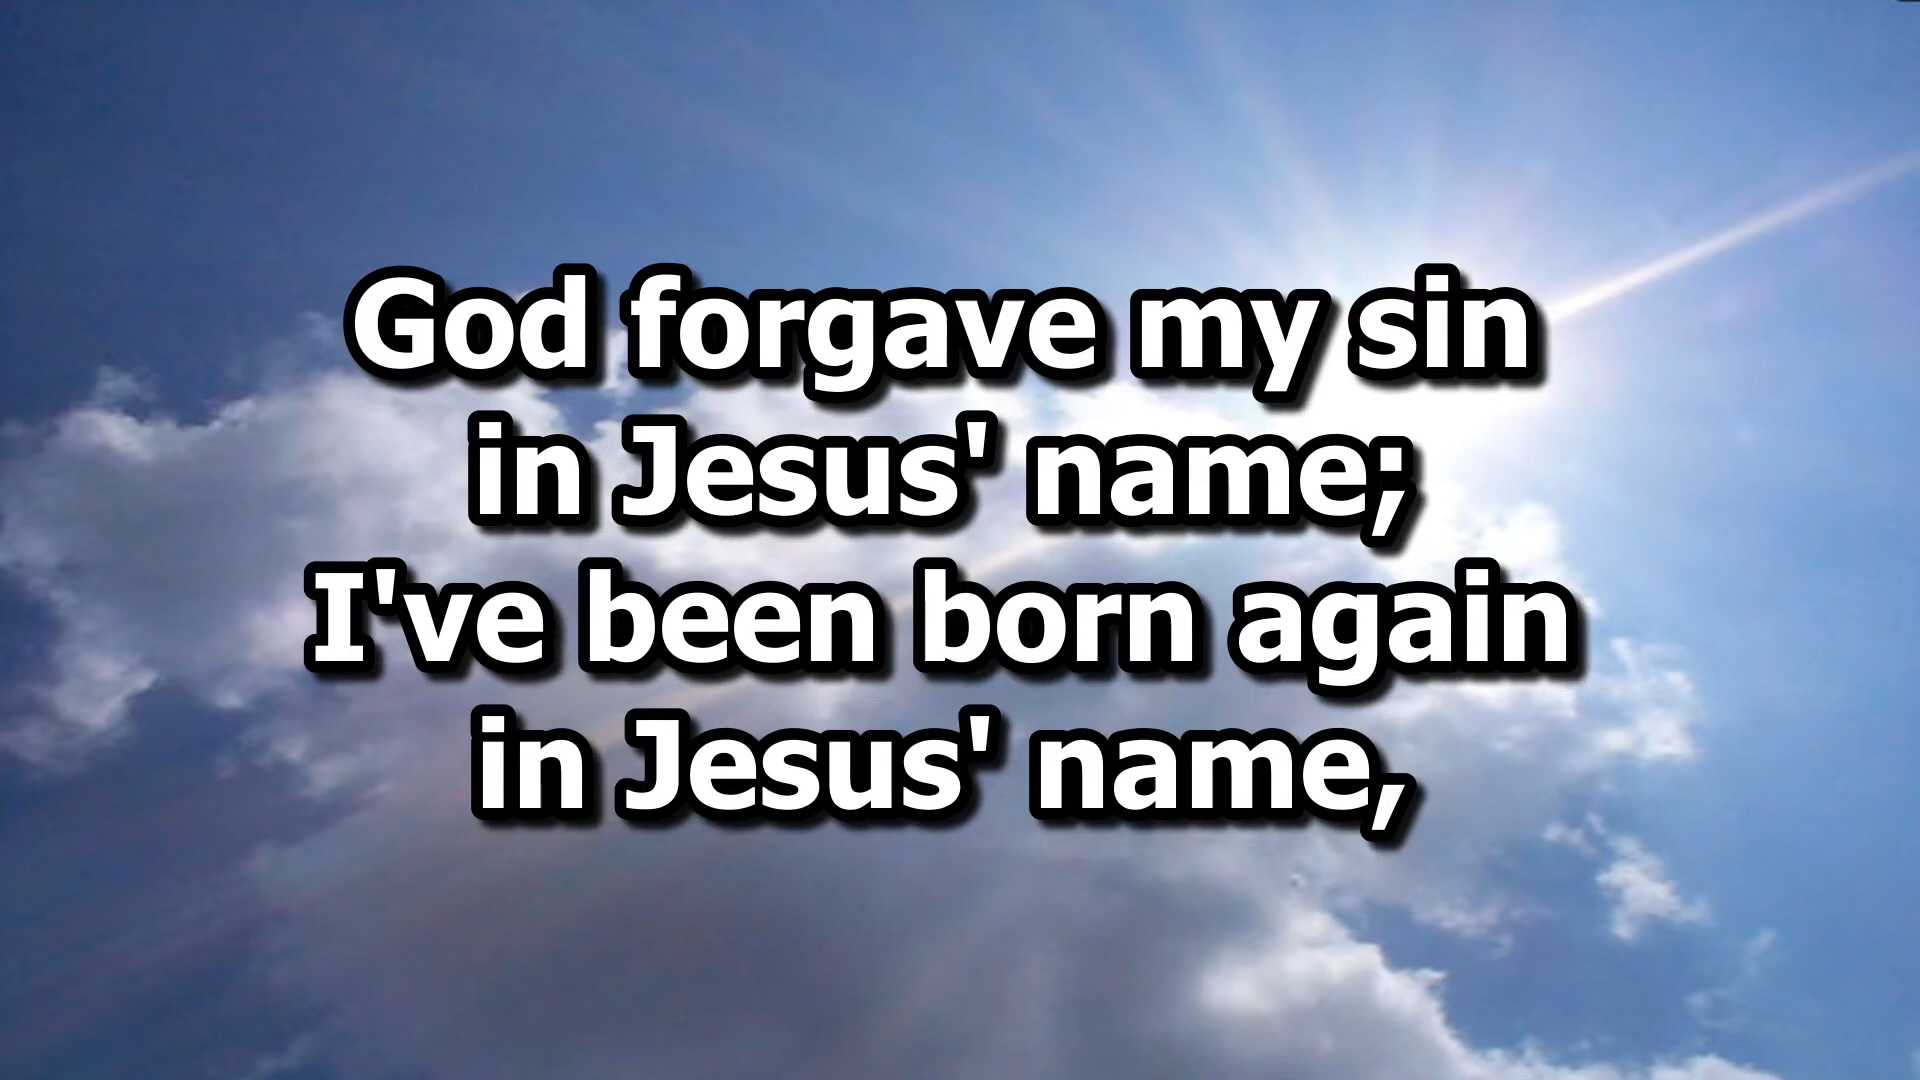 God forgave my sin
in Jesus' name;
I've been born again
in Jesus' name,